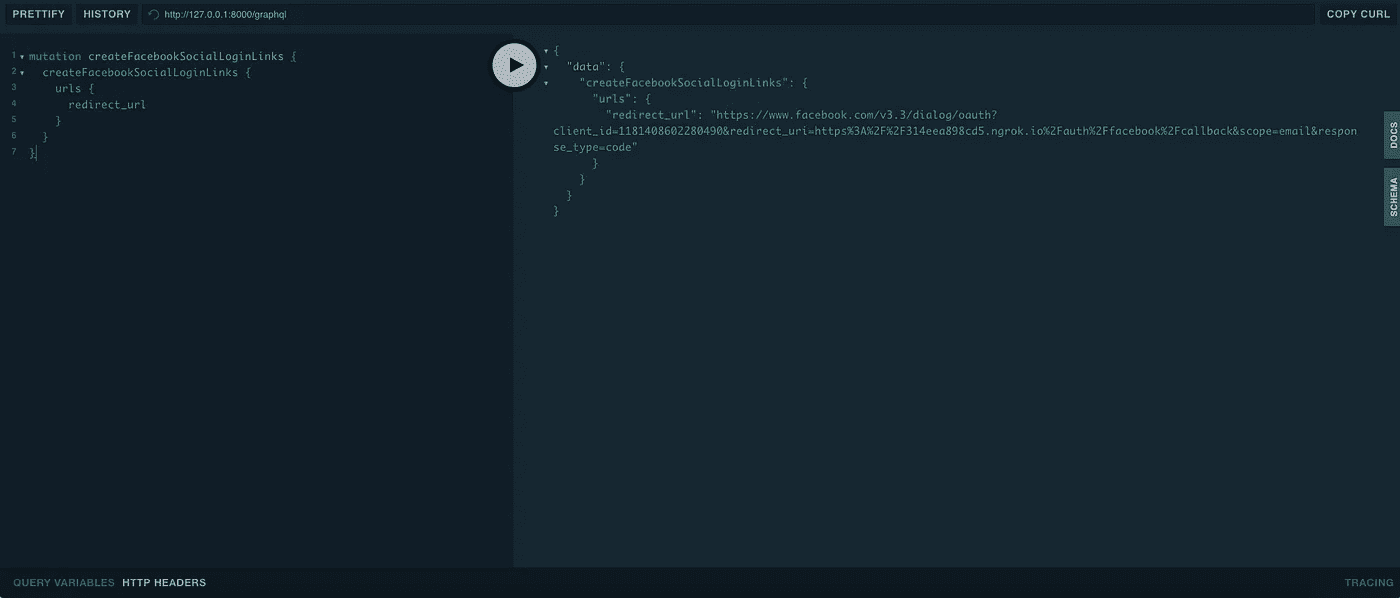 PRETTIFY HISTORY http://127.0.0.1:8000/graphql COPY CURL
1 mutation createFacebookSocialLoginLinks {
2 createFacebookSocialLoginLinks {
3 urls {
4 redirect_url
5 }
6 }
7 }
{
"data": {
"createFacebookSocialLoginLinks": {
"urls": {
"redirect_url": "https://www.facebook.com/v3.3/dialog/oauth?
client_id=1181408602280490&redirect_uri=https%3A%2F%2F314eea898cd5.ngrok.io%2Fauth%2Ffacebook%2Fcallback&scope=email&respon
se_type=code"
}
}
}
}
DOCS
SCHEMA
QUERY VARIABLES HTTP HEADERS TRACING